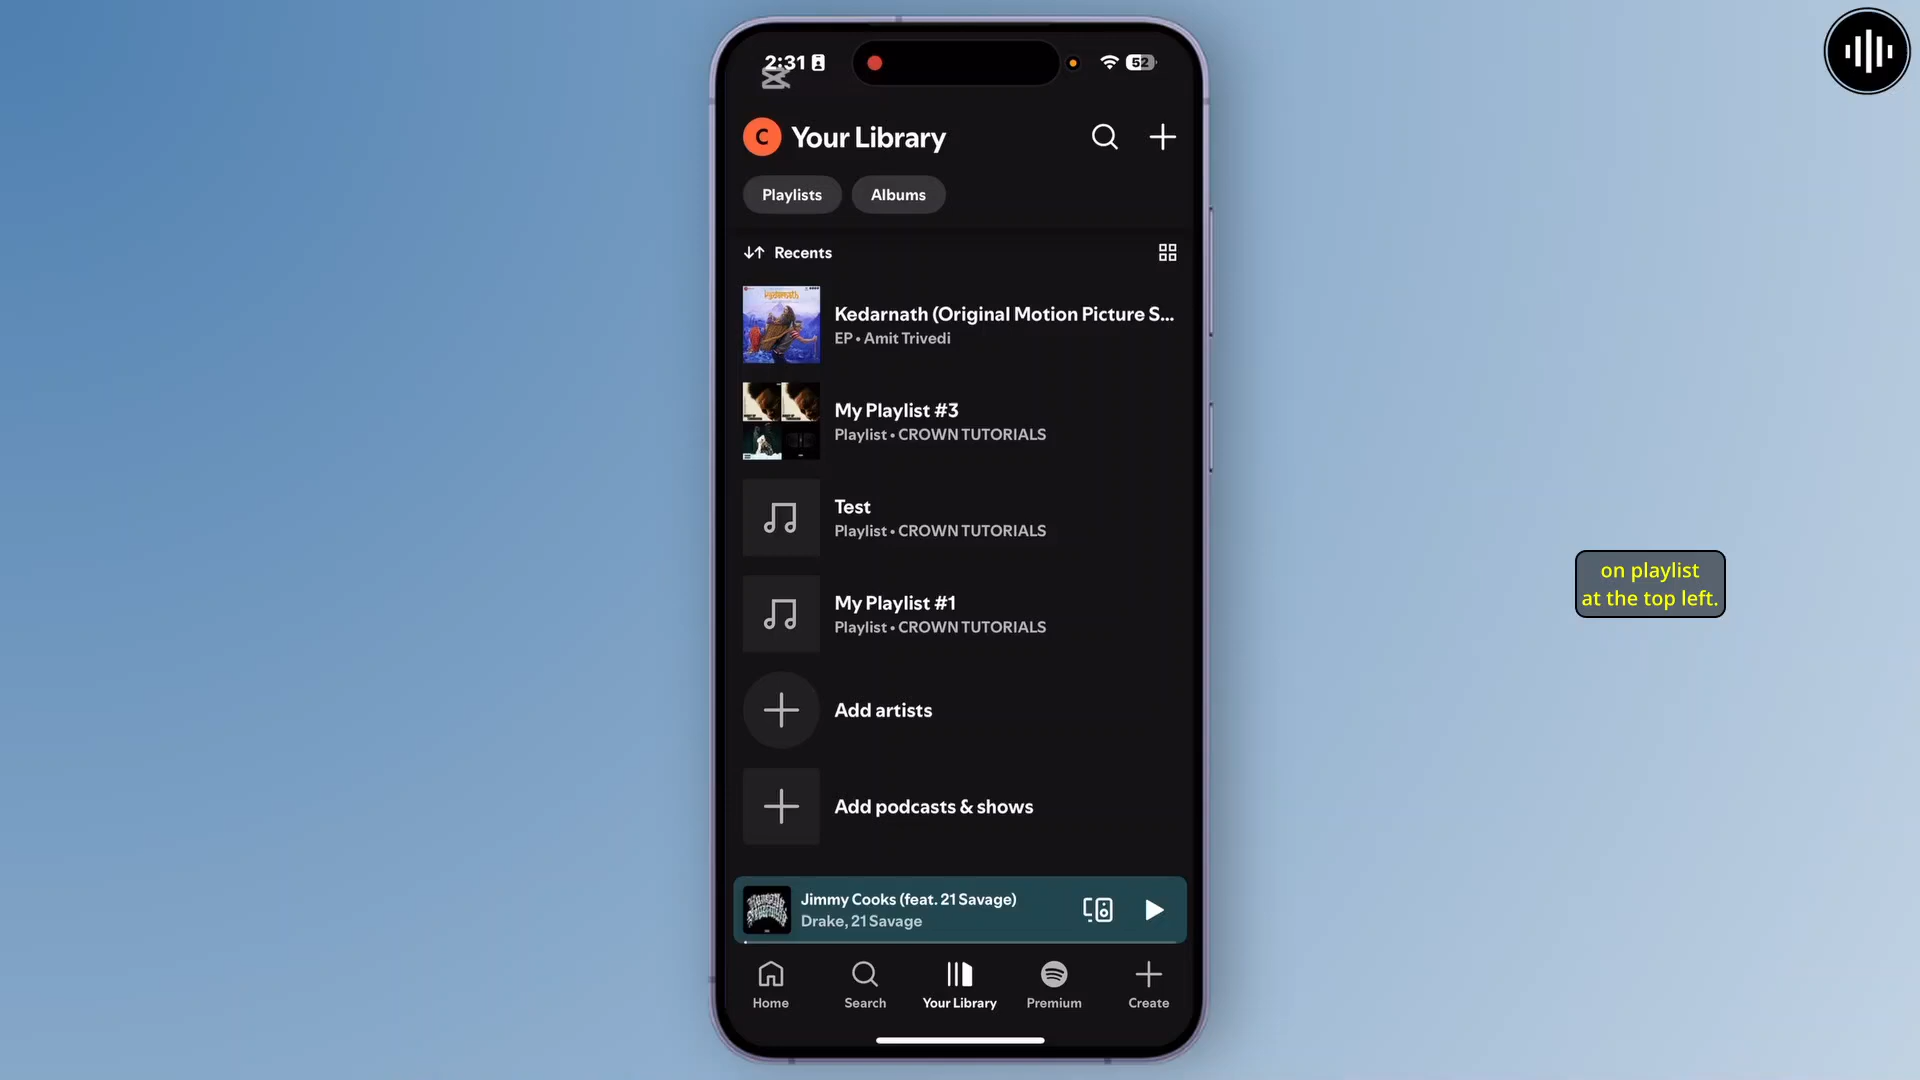 2:31
52
C Your Library
Playlists
Albums
Recents
Kedarnath (Original Motion Picture S...
EP • Amit Trivedi
My Playlist #3
Playlist • CROWN TUTORIALS
Test
Playlist • CROWN TUTORIALS
My Playlist #1
Playlist • CROWN TUTORIALS
Add artists
Add podcasts & shows
Jimmy Cooks (feat. 21 Savage)
Drake, 21 Savage
Home
Search
Your Library
Premium
Create
on playlist
at the top left.